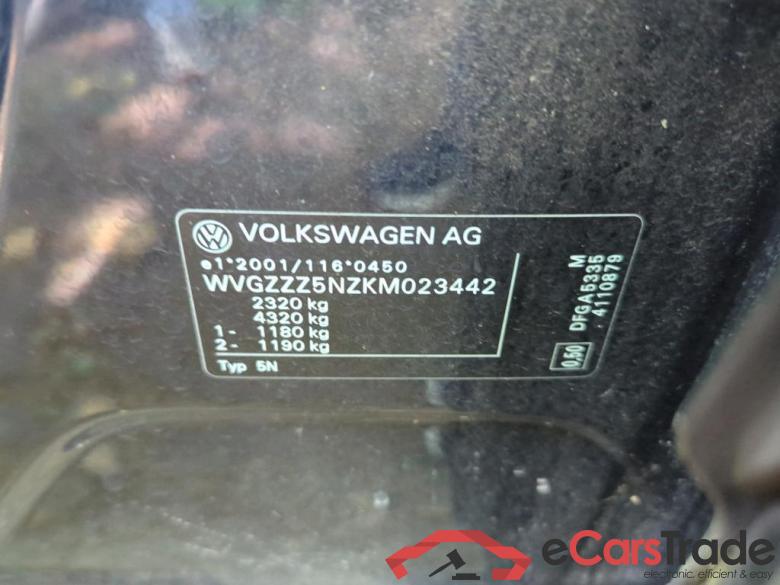 VOLKSWAGEN AG
e1*2001/116*0450
WVGZZZ5NZKM023442
2320 kg
4320 kg
1- 1180 kg
2- 1190 kg
Typ 5N
0,50
DFGA5335 M
4110879
eCarsTrade
electronic, efficient & easy